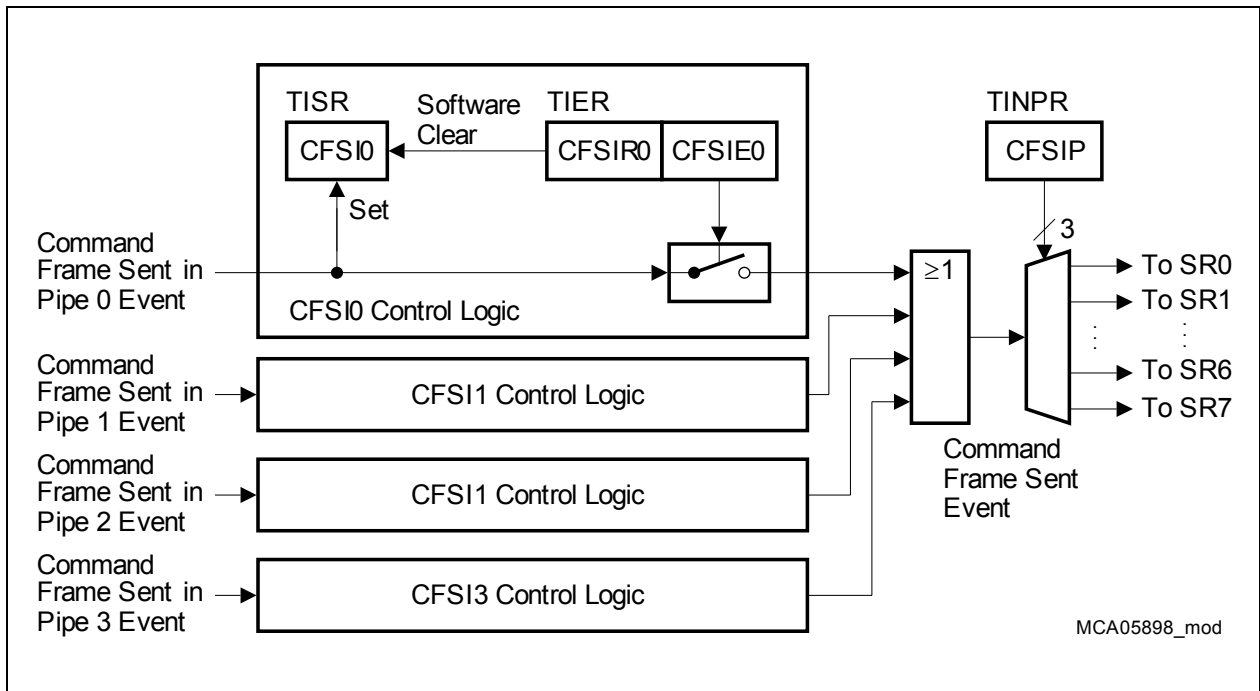 TISR
Software
Clear
TIER
TINPR
CFSI0
CFSIR0
CFSIE0
CFSIP
Set
3
Command
Frame Sent in
Pipe 0 Event
CFSI0 Control Logic
≥1
To SR0
To SR1
To SR6
To SR7
Command
Frame Sent in
Pipe 1 Event
CFSI1 Control Logic
Command
Frame Sent
Event
Command
Frame Sent in
Pipe 2 Event
CFSI1 Control Logic
Command
Frame Sent in
Pipe 3 Event
CFSI3 Control Logic
MCA05898_mod